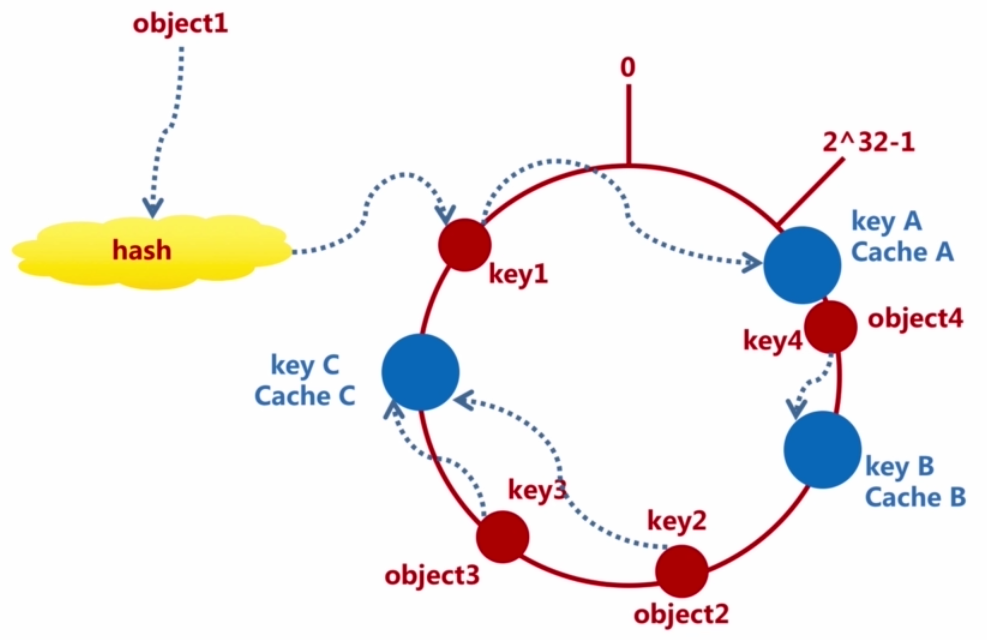 object1
0
2^32-1
hash
key1
key A
Cache A
object4
key4
key C
Cache C
key B
Cache B
key3
key2
object3
object2